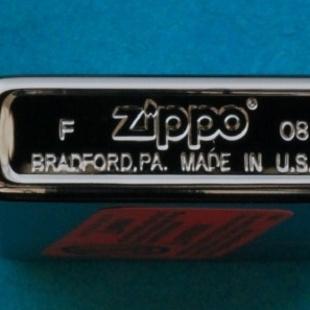 F zippo® 08
BRADFORD, PA. MADE IN U.S.